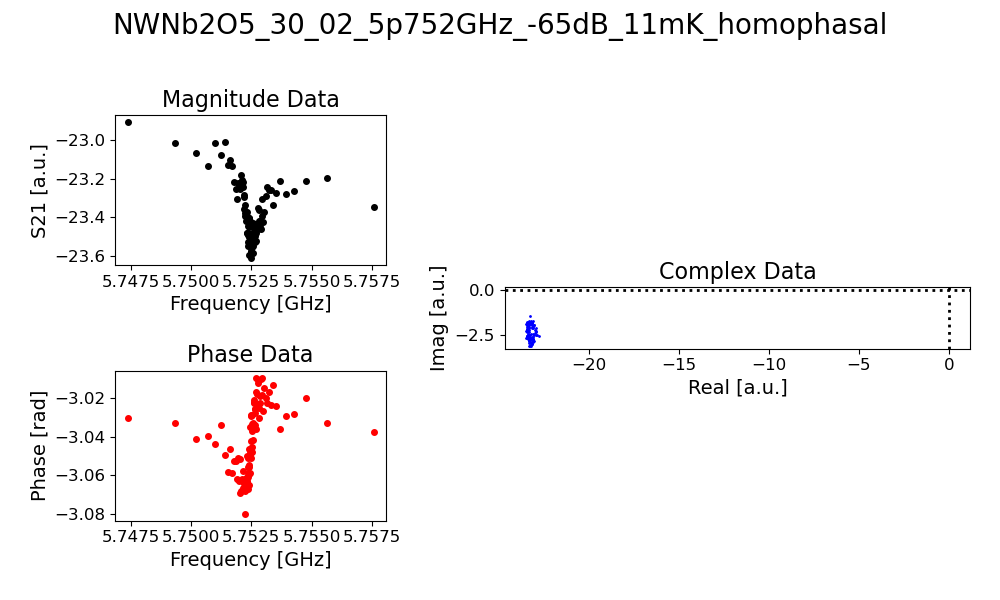 NWNb2O5_30_02_5p752GHz_-65dB_11mK_homophasal
Magnitude Data
S21 [a.u.]
−23.0
−23.2
−23.4
−23.6
5.7475 5.7500 5.7525 5.7550 5.7575
Frequency [GHz]
Phase Data
Phase [rad]
−3.02
−3.04
−3.06
−3.08
5.7475 5.7500 5.7525 5.7550 5.7575
Frequency [GHz]
Complex Data
Imag [a.u.]
0.0
−2.5
−20 −15 −10 −5 0
Real [a.u.]